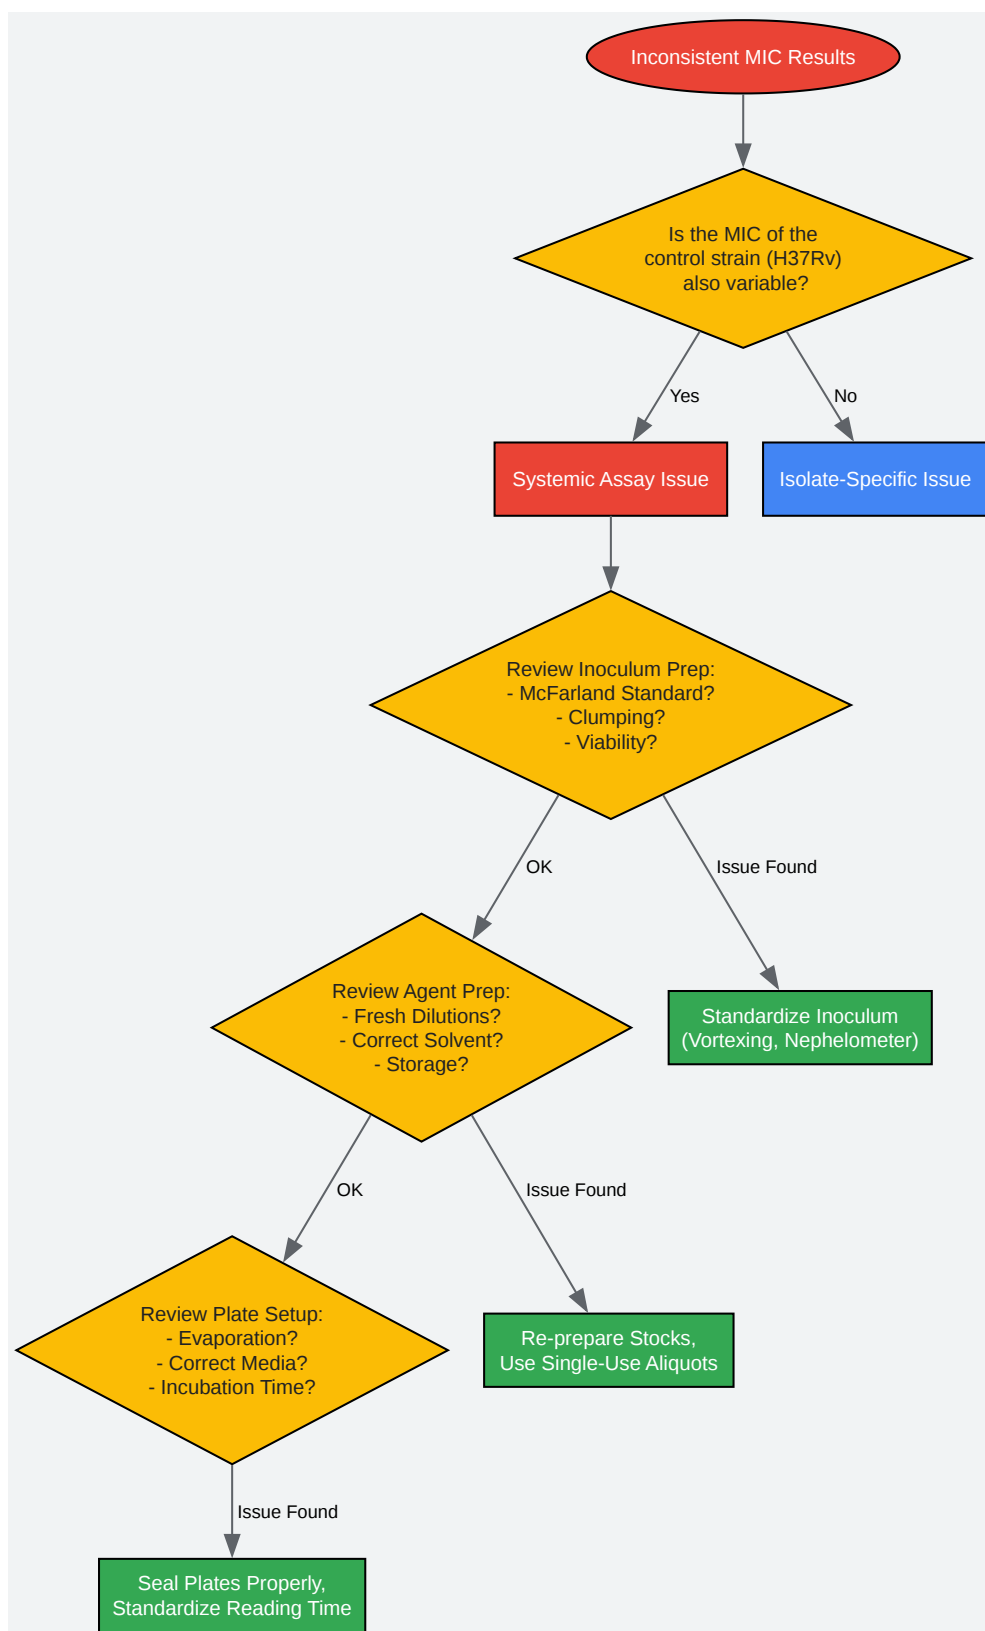 Inconsistent MIC Results
Is the MIC of the
control strain (H37Rv)
also variable?
Yes
No
Systemic Assay Issue
Isolate-Specific Issue
Review Inoculum Prep:
- McFarland Standard?
- Clumping?
- Viability?
OK
Issue Found
Review Agent Prep:
- Fresh Dilutions?
- Correct Solvent?
- Storage?
Standardize Inoculum
(Vortexing, Nephelometer)
OK
Issue Found
Review Plate Setup:
- Evaporation?
- Correct Media?
- Incubation Time?
Re-prepare Stocks,
Use Single-Use Aliquots
Issue Found
Seal Plates Properly,
Standardize Reading Time